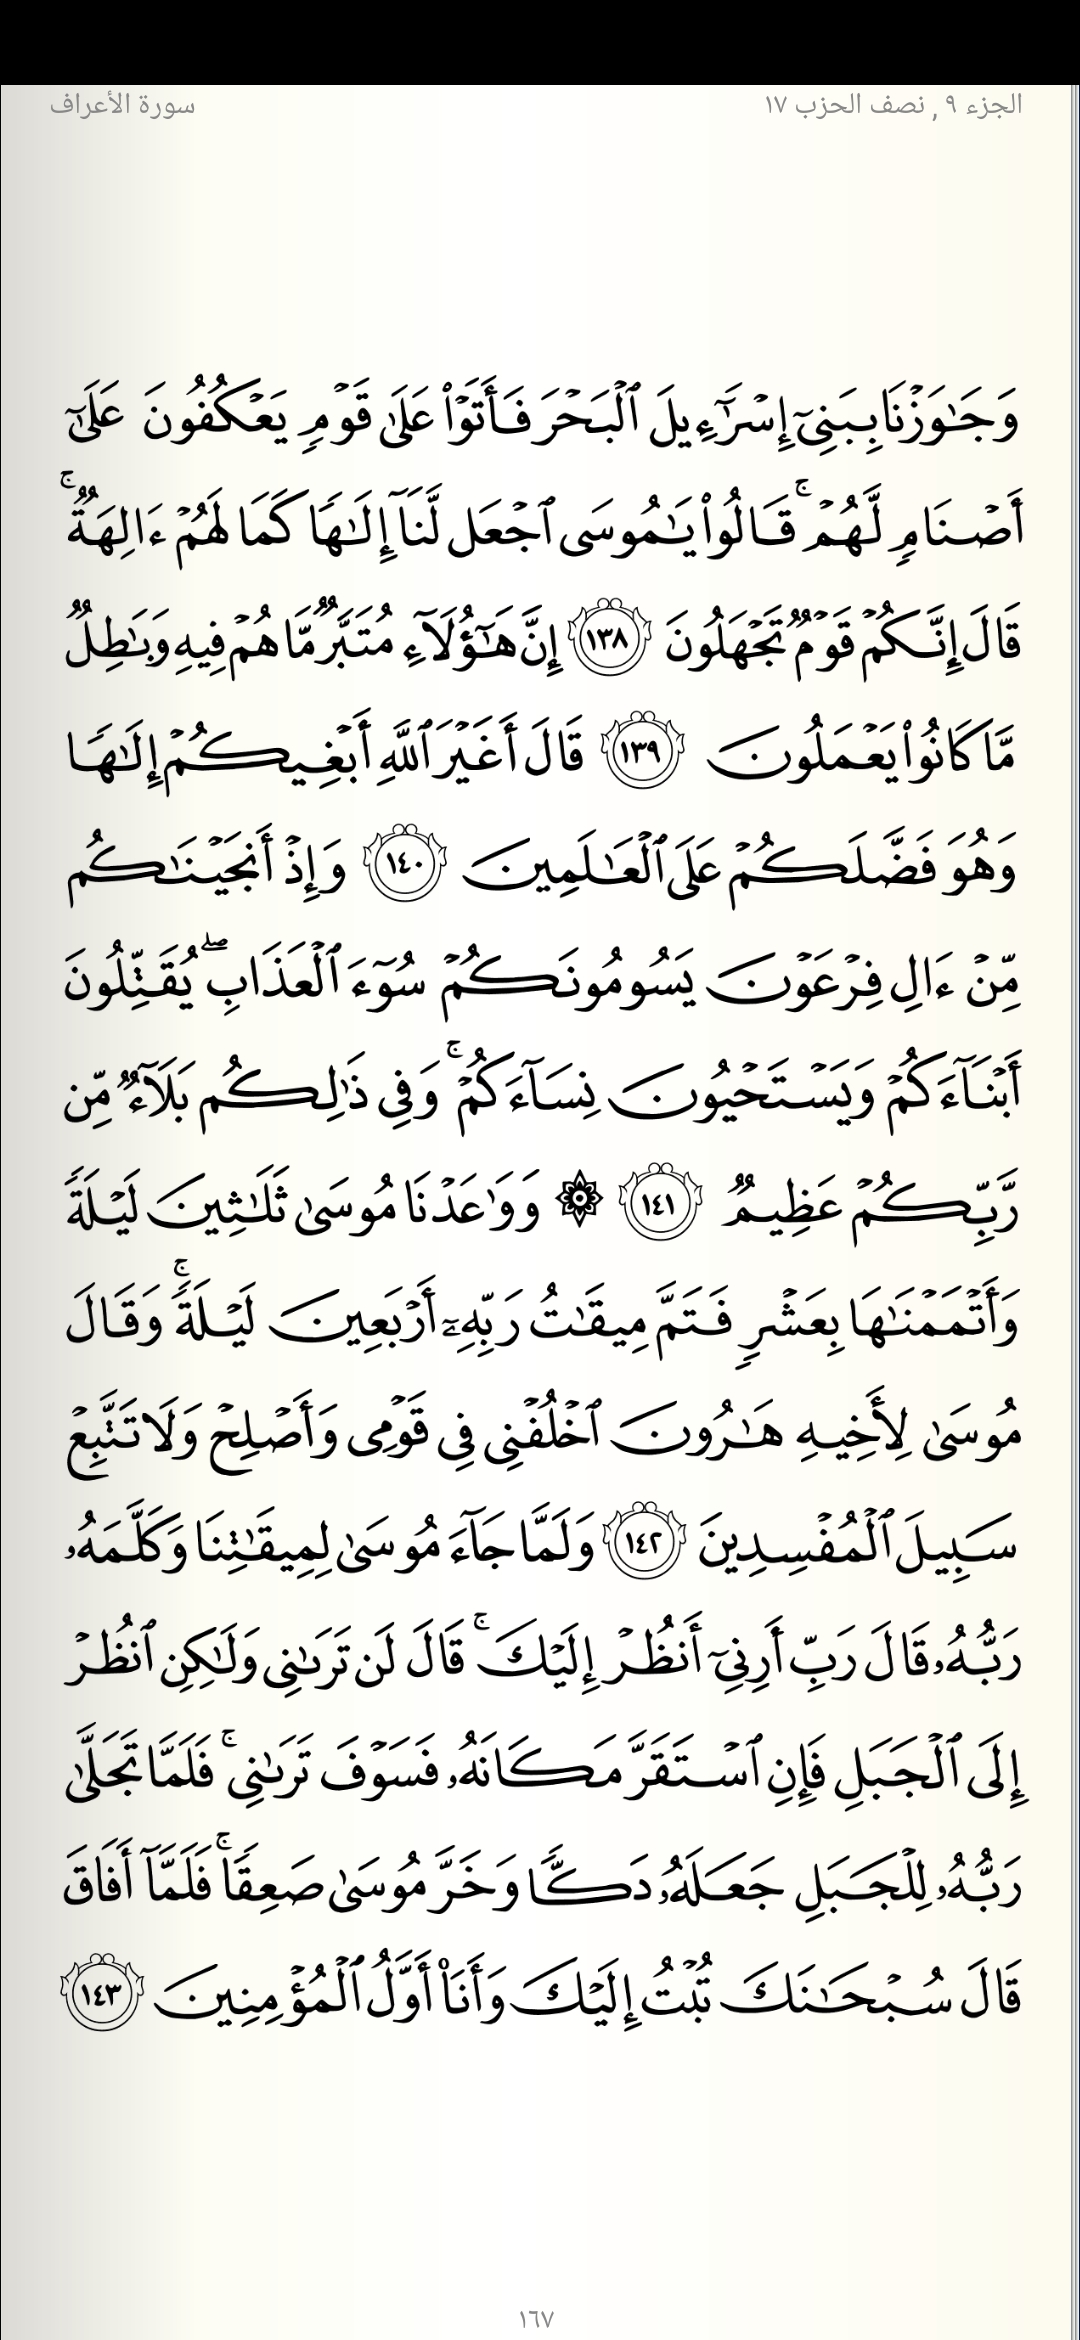 الجزء ٩ , نصف الحزب ١٧
سورة الأعراف
وَجَٰوَزۡنَا بِبَنِيٓ إِسۡرَٰٓءِيلَ ٱلۡبَحۡرَ فَأَتَوۡاْ عَلَىٰ قَوۡمٖ يَعۡكُفُونَ عَلَىٰٓ
أَصۡنَامٖ لَّهُمۡۚ قَالُواْ يَٰمُوسَى ٱجۡعَل لَّنَآ إِلَٰهٗا كَمَا لَهُمۡ ءَالِهَةٞۚ
قَالَ إِنَّكُمۡ قَوۡمٞ تَجۡهَلُونَ ١٣٨ إِنَّ هَٰٓؤُلَآءِ مُتَبَّرٞ مَّا هُمۡ فِيهِ وَبَٰطِلٞ
مَّا كَانُواْ يَعۡمَلُونَ ١٣٩ قَالَ أَغَيۡرَ ٱللَّهِ أَبۡغِيكُمۡ إِلَٰهٗا
وَهُوَ فَضَّلَكُمۡ عَلَى ٱلۡعَٰلَمِينَ ١٤٠ وَإِذۡ أَنجَيۡنَٰكُم
مِّنۡ ءَالِ فِرۡعَوۡنَ يَسُومُونَكُمۡ سُوٓءَ ٱلۡعَذَابِ ۖ يُقَتِّلُونَ
أَبۡنَآءَكُمۡ وَيَسۡتَحۡيُونَ نِسَآءَكُمۡۚ وَفِي ذَٰلِكُم بَلَآءٞ مِّن
رَّبِّكُمۡ عَظِيمٞ ١٤١ ۞ وَوَٰعَدۡنَا مُوسَىٰ ثَلَٰثِينَ لَيۡلَةٗ
وَأَتۡمَمۡنَٰهَا بِعَشۡرٖ فَتَمَّ مِيقَٰتُ رَبِّهِۦٓ أَرۡبَعِينَ لَيۡلَةٗۚ وَقَالَ
مُوسَىٰ لِأَخِيهِ هَٰرُونَ ٱخۡلُفۡنِي فِي قَوۡمِي وَأَصۡلِحۡ وَلَا تَتَّبِعۡ
سَبِيلَ ٱلۡمُفۡسِدِينَ ١٤٢ وَلَمَّا جَآءَ مُوسَىٰ لِمِيقَٰتِنَا وَكَلَّمَهُۥ
رَبُّهُۥ قَالَ رَبِّ أَرِنِيٓ أَنظُرۡ إِلَيۡكَۚ قَالَ لَن تَرَىٰنِي وَلَٰكِنِ ٱنظُرۡ
إِلَى ٱلۡجَبَلِ فَإِنِ ٱسۡتَقَرَّ مَكَانَهُۥ فَسَوۡفَ تَرَىٰنِيۚ فَلَمَّا تَجَلَّىٰ
رَبُّهُۥ لِلۡجَبَلِ جَعَلَهُۥ دَكّٗا وَخَرَّ مُوسَىٰ صَعِقٗاۚ فَلَمَّآ أَفَاقَ
قَالَ سُبۡحَٰنَكَ تُبۡتُ إِلَيۡكَ وَأَنَا۠ أَوَّلُ ٱلۡمُؤۡمِنِينَ ١٤٣
١٦٧